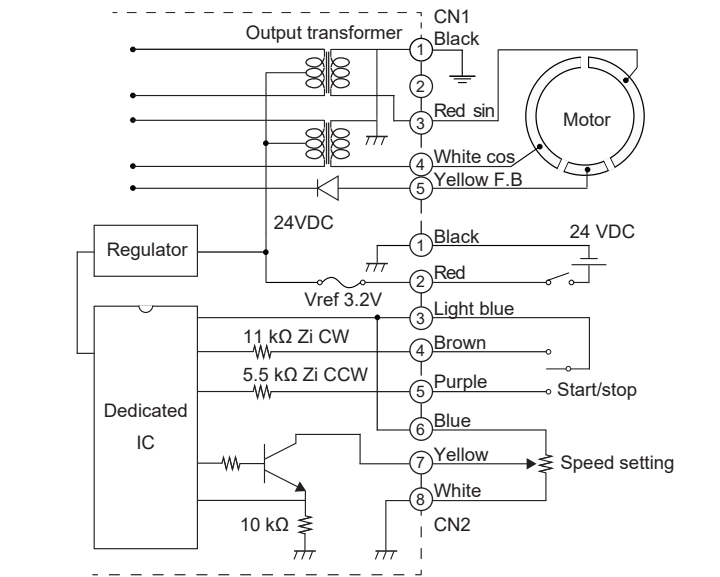 CN1
Output transformer
1 Black
2
3 Red sin
Motor
4 White cos
5 Yellow F.B
24VDC
1 Black
24 VDC
Regulator
2 Red
Vref 3.2V
3 Light blue
11 kΩ Zi CW
4 Brown
5.5 kΩ Zi CCW
5 Purple
Start/stop
Dedicated
IC
6 Blue
7 Yellow
Speed setting
8 White
10 kΩ
CN2